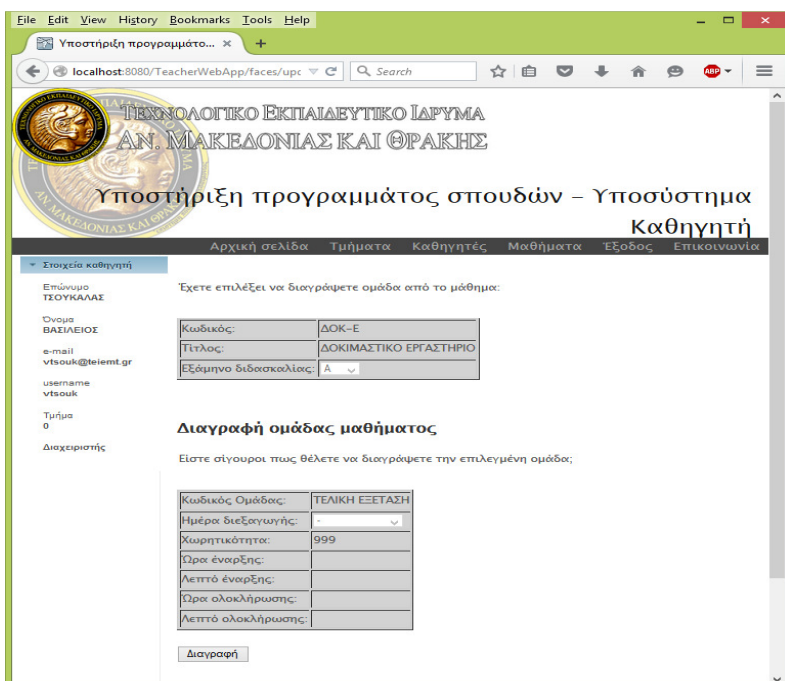 File Edit View History Bookmarks Tools Help
Υποστήριξη προγραμμάτο... × +
localhost:8080/TeacherWebApp/faces/upc Search ABP
ΤΕΧΝΟΛΟΓΙΚΟ ΕΚΠΑΙΔΕΥΤΙΚΟ ΙΔΡΥΜΑ
ΑΝ. ΜΑΚΕΔΟΝΙΑΣ ΚΑΙ ΘΡΑΚΗΣ
Υποστήριξη προγραμμάτος σπουδών – Υποσύστημα
Καθηγητή
Αρχική σελίδα Τμήματα Καθηγητές Μαθήματα Έξοδος Επικοινωνία
Στοιχεία καθηγητή
Επώνυμο
ΤΣΟΥΚΑΛΑΣ
Όνομα
ΒΑΣΙΛΕΙΟΣ
e-mail
vtsouk@teiemt.gr
username
vtsouk
Τμήμα
0
Διαχειριστής
Έχετε επιλέξει να διαγράψετε ομάδα από το μάθημα:
Κωδικός: ΔΟΚ-Ε
Τίτλος: ΔΟΚΙΜΑΣΤΙΚΟ ΕΡΓΑΣΤΗΡΙΟ
Εξάμηνο διδασκαλίας: Α
Διαγραφή ομάδας μαθήματος
Είστε σίγουροι πως θέλετε να διαγράψετε την επιλεγμένη ομάδα;
Κωδικός Ομάδας: ΤΕΛΙΚΗ ΕΞΕΤΑΣΗ
Ημέρα διεξαγωγής: -
Χωρητικότητα: 999
Ώρα έναρξης:
Λεπτό έναρξης:
Ώρα ολοκλήρωσης:
Λεπτό ολοκλήρωσης:
Διαγραφή